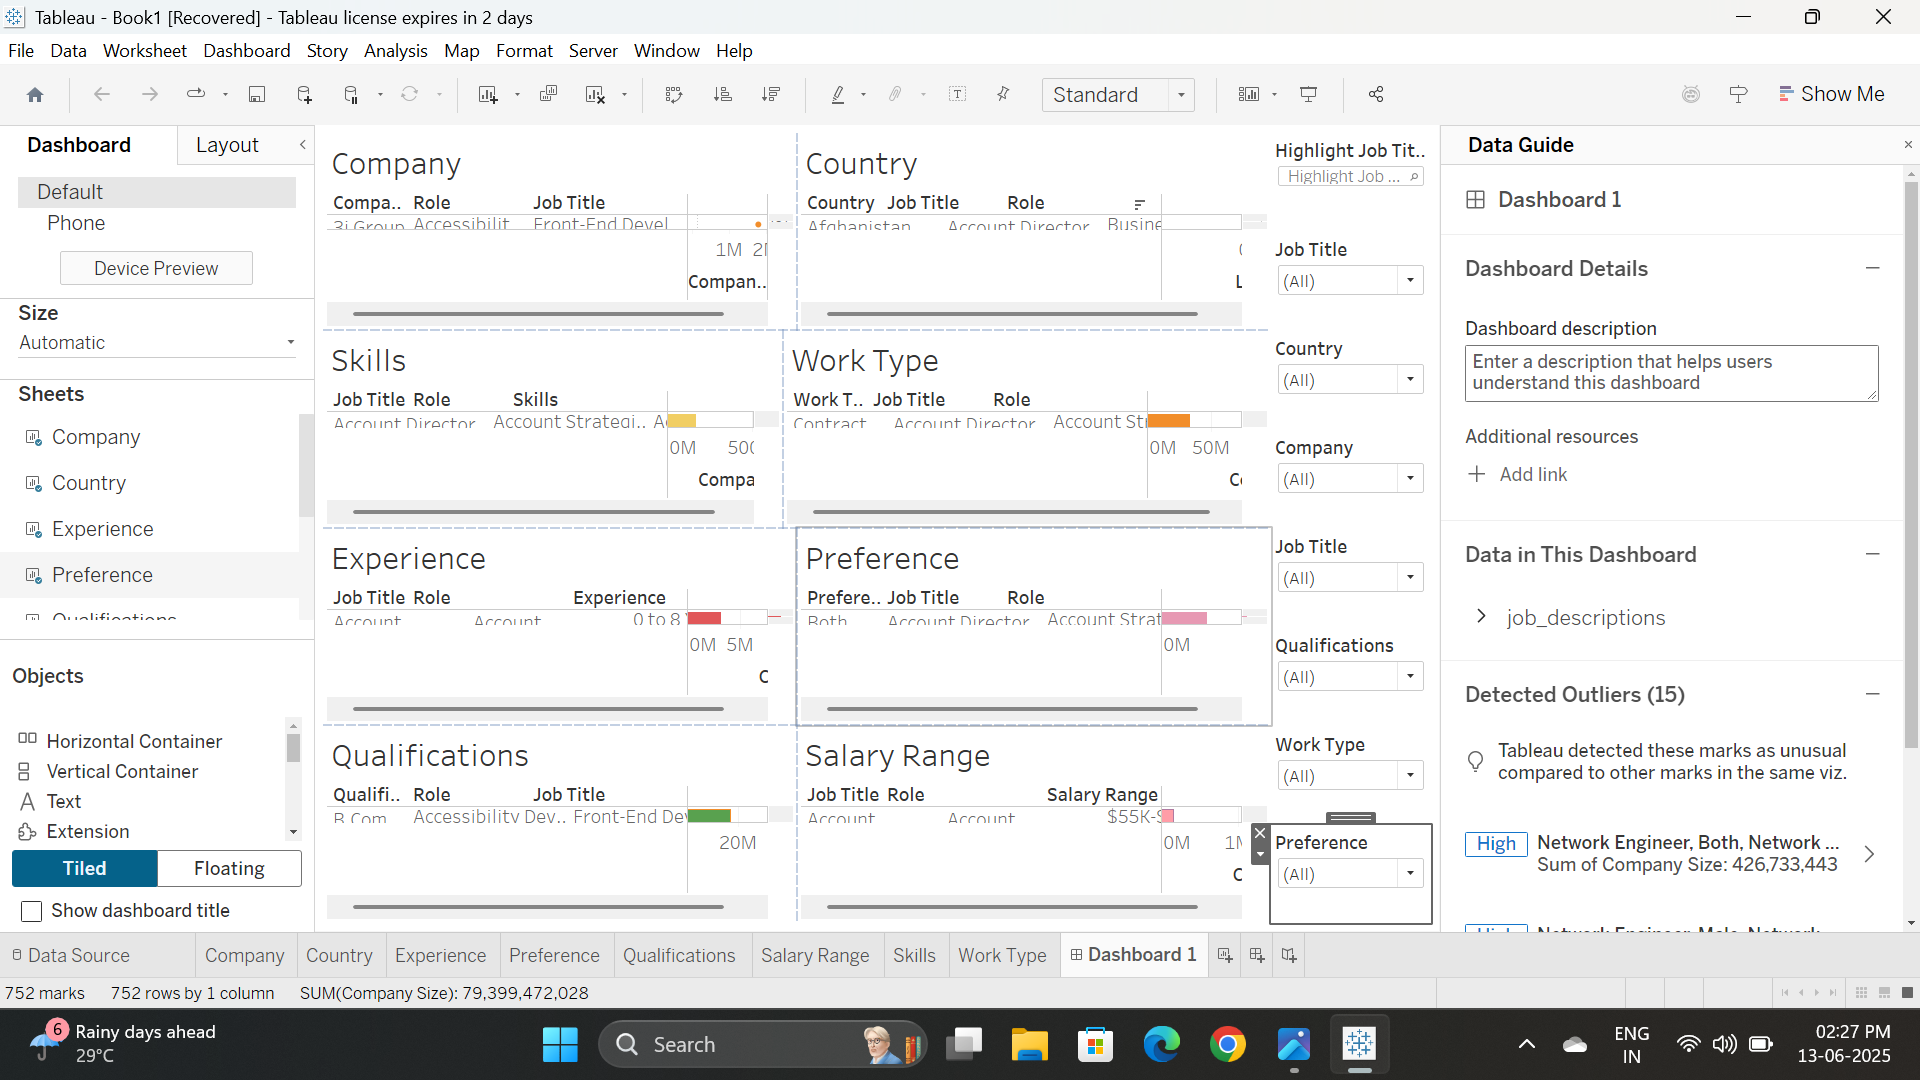 Tableau - Book1 [Recovered] - Tableau license expires in 2 days
File Data Worksheet Dashboard Story Analysis Map Format Server Window Help
Standard
Show Me
Dashboard
Layout
Default
Phone
Device Preview
Size
Automatic
Sheets
Company
Country
Experience
Preference
Qualifications
Objects
Horizontal Container
Vertical Container
Text
Extension
Tiled
Floating
Show dashboard title
Company
Compa.. Role Job Title
3i Group Accessibilit Front-End Devel
1M
Compan..
Country
Country Job Title Role
Afghanistan Account Director Busine
Skills
Job Title Role Skills
Account Director Account Strategi..
0M 500
Compa
Work Type
Work T.. Job Title Role
Contract Account Director Account Str
0M 50M
Experience
Job Title Role Experience
Account Account 0 to 8
0M 5M
Preference
Prefere.. Job Title Role
Both Account Director Account Strat
0M
Qualifications
Qualifi.. Role Job Title
B.Com Accessibility Dev.. Front-End De
20M
Salary Range
Job Title Role Salary Range
Account Account $55K-
0M
Highlight Job Tit..
Highlight Job ...
Job Title
(All)
Country
(All)
Company
(All)
Job Title
(All)
Qualifications
(All)
Work Type
(All)
Preference
(All)
Data Guide
Dashboard 1
Dashboard Details
Dashboard description
Enter a description that helps users
understand this dashboard
Additional resources
Add link
Data in This Dashboard
job_descriptions
Detected Outliers (15)
Tableau detected these marks as unusual
compared to other marks in the same viz.
High Network Engineer, Both, Network ...
Sum of Company Size: 426,733,443
High Network Engineer, Male, Network
Data Source Company Country Experience Preference Qualifications Salary Range Skills Work Type Dashboard 1
752 marks 752 rows by 1 column SUM(Company Size): 79,399,472,028
6
Rainy days ahead
29°C
Search
ENG
IN
02:27 PM
13-06-2025